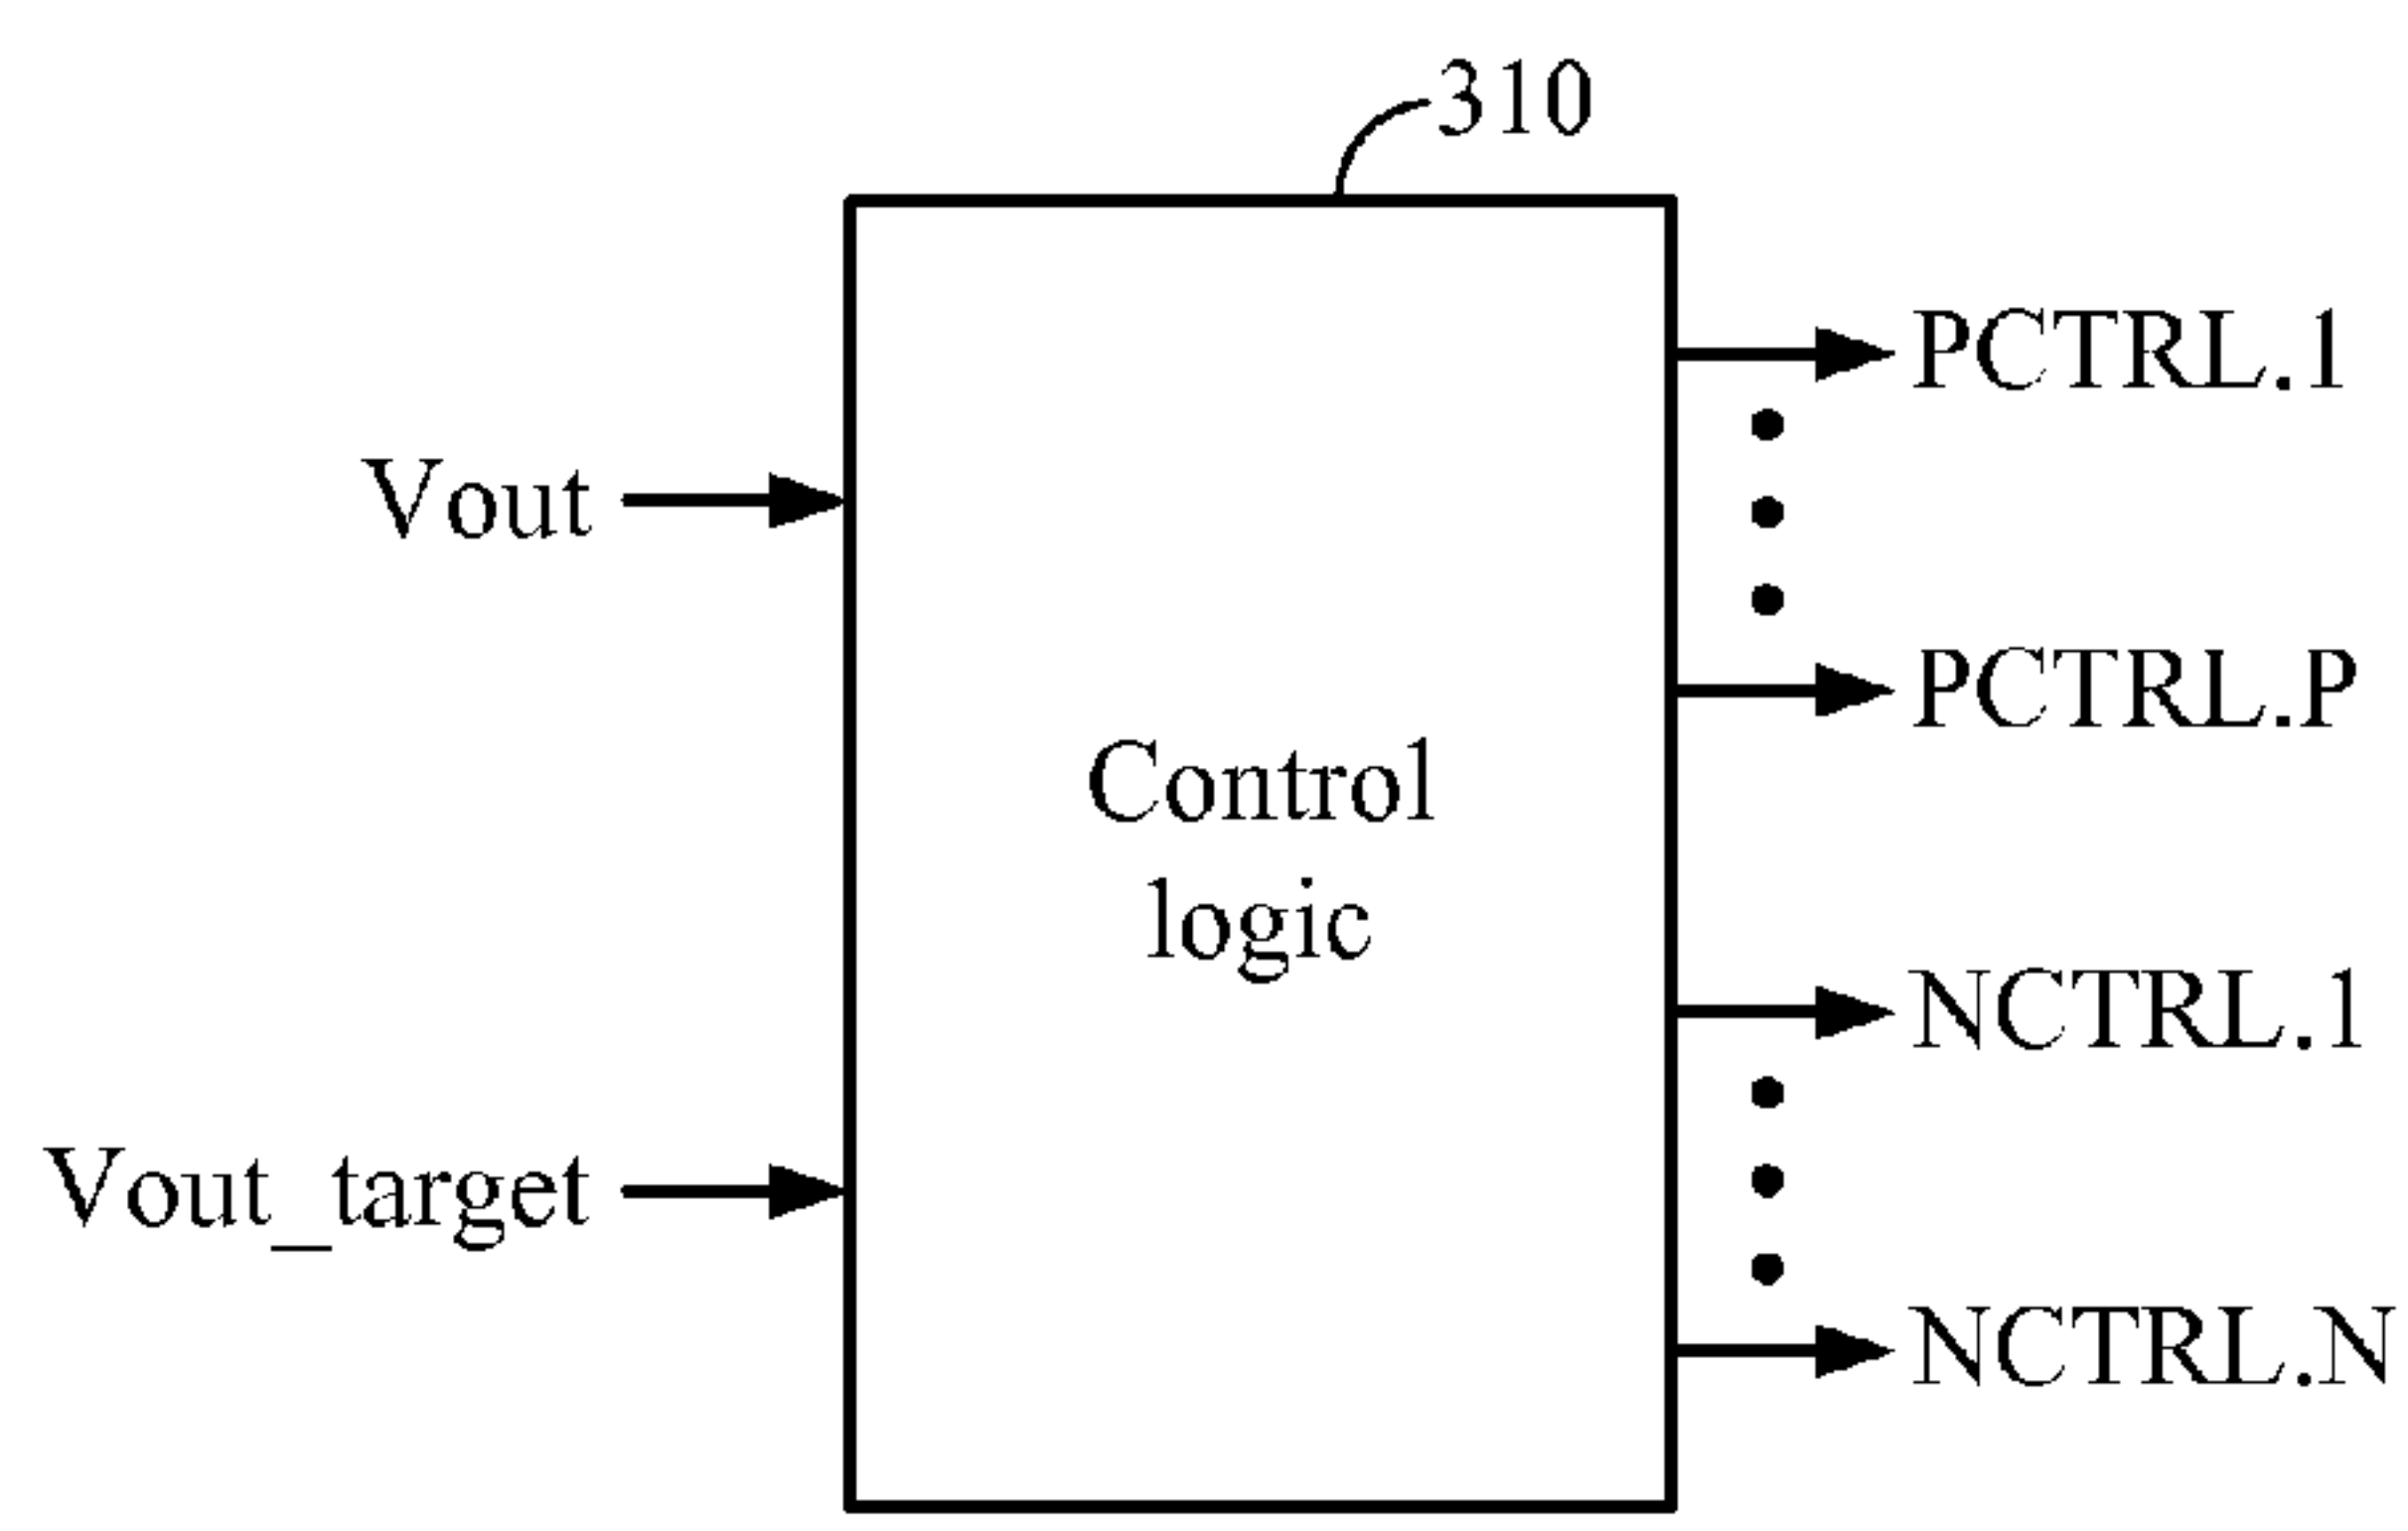 310
PCTRL.1
Vout
PCTRL.P
Control
logic
NCTRL.1
Vout_target
NCTRL.N